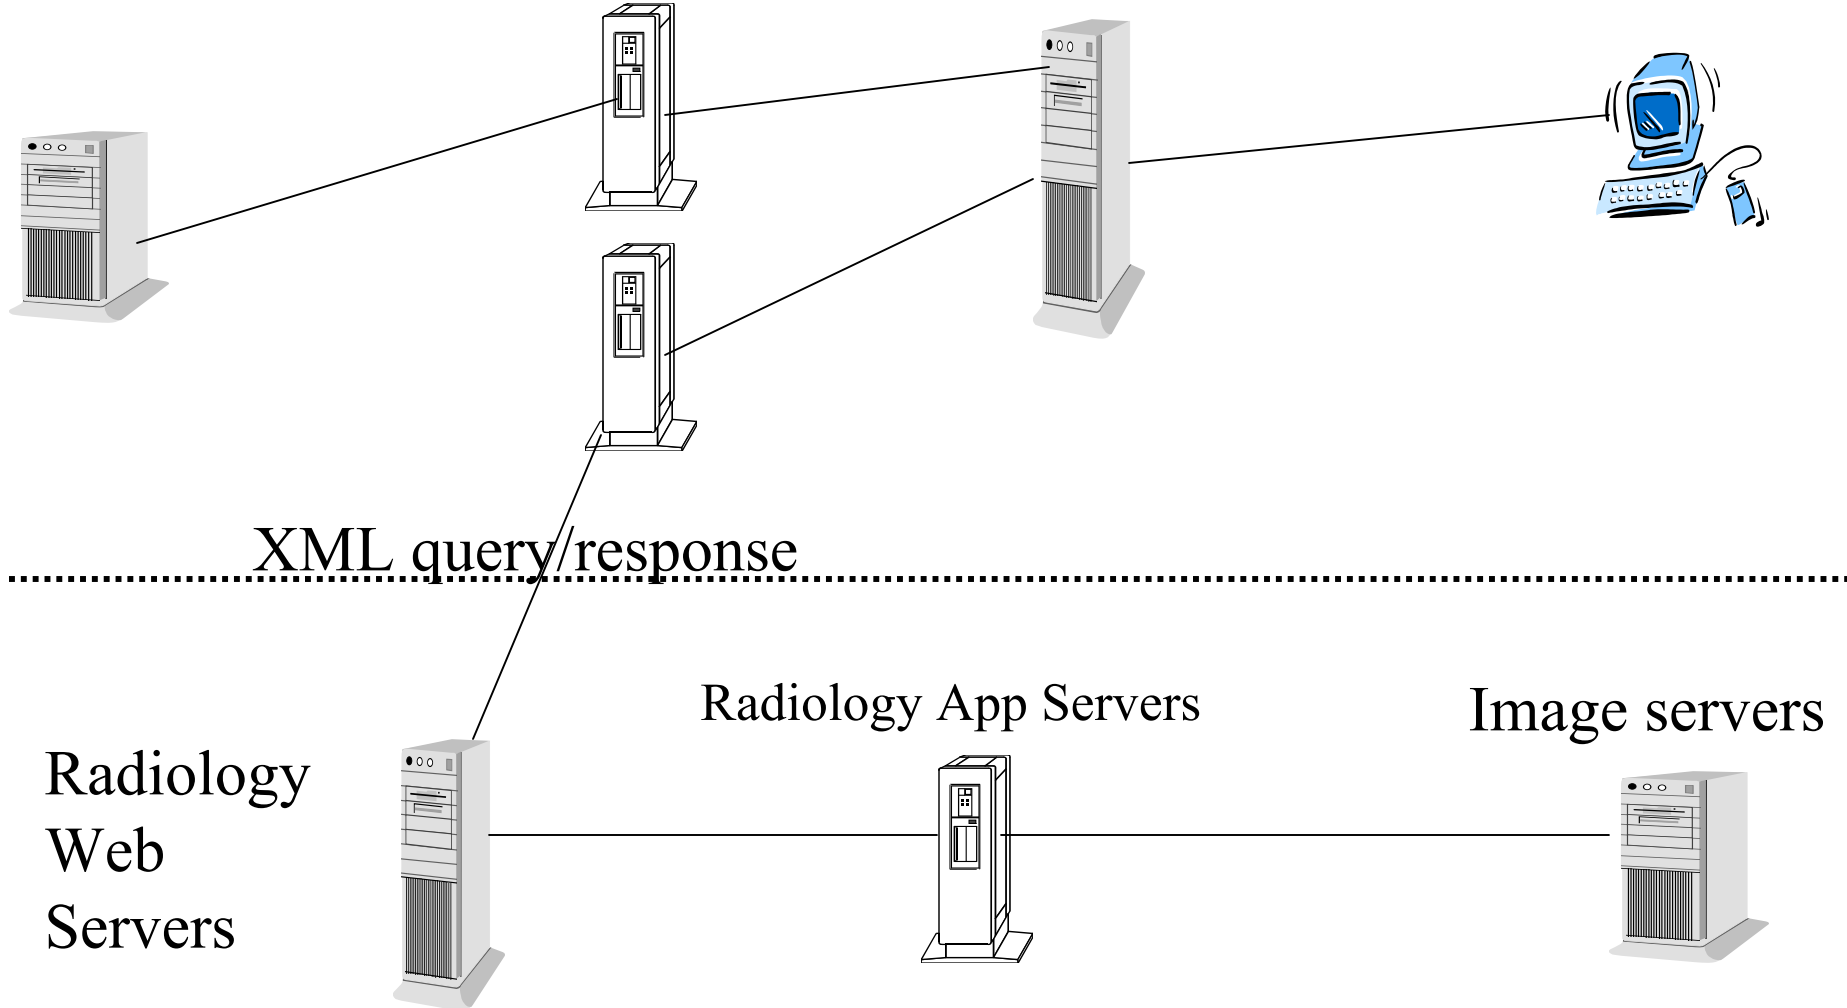 XML query/response
Radiology App Servers
Image servers
Radiology
Web
Servers